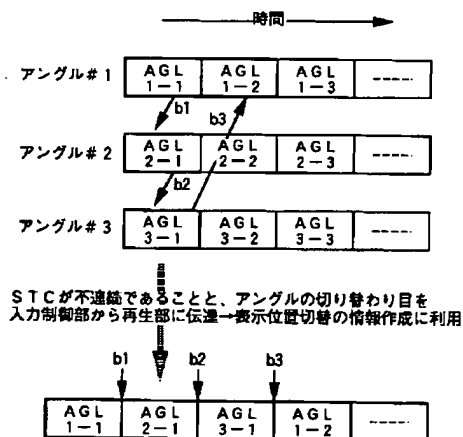 時間
アングル#1
AGL 1-1
AGL 1-2
AGL 1-3
-----
b1
b3
アングル#2
AGL 2-1
AGL 2-2
AGL 2-3
-----
b2
アングル#3
AGL 3-1
AGL 3-2
AGL 3-3
-----
STCが不連続であることと、アングルの切り替わり目を
入力制御部から再生部に伝達→表示位置切替の情報作成に利用
b1 b2 b3
AGL 1-1
AGL 2-1
AGL 3-1
AGL 1-2
-----